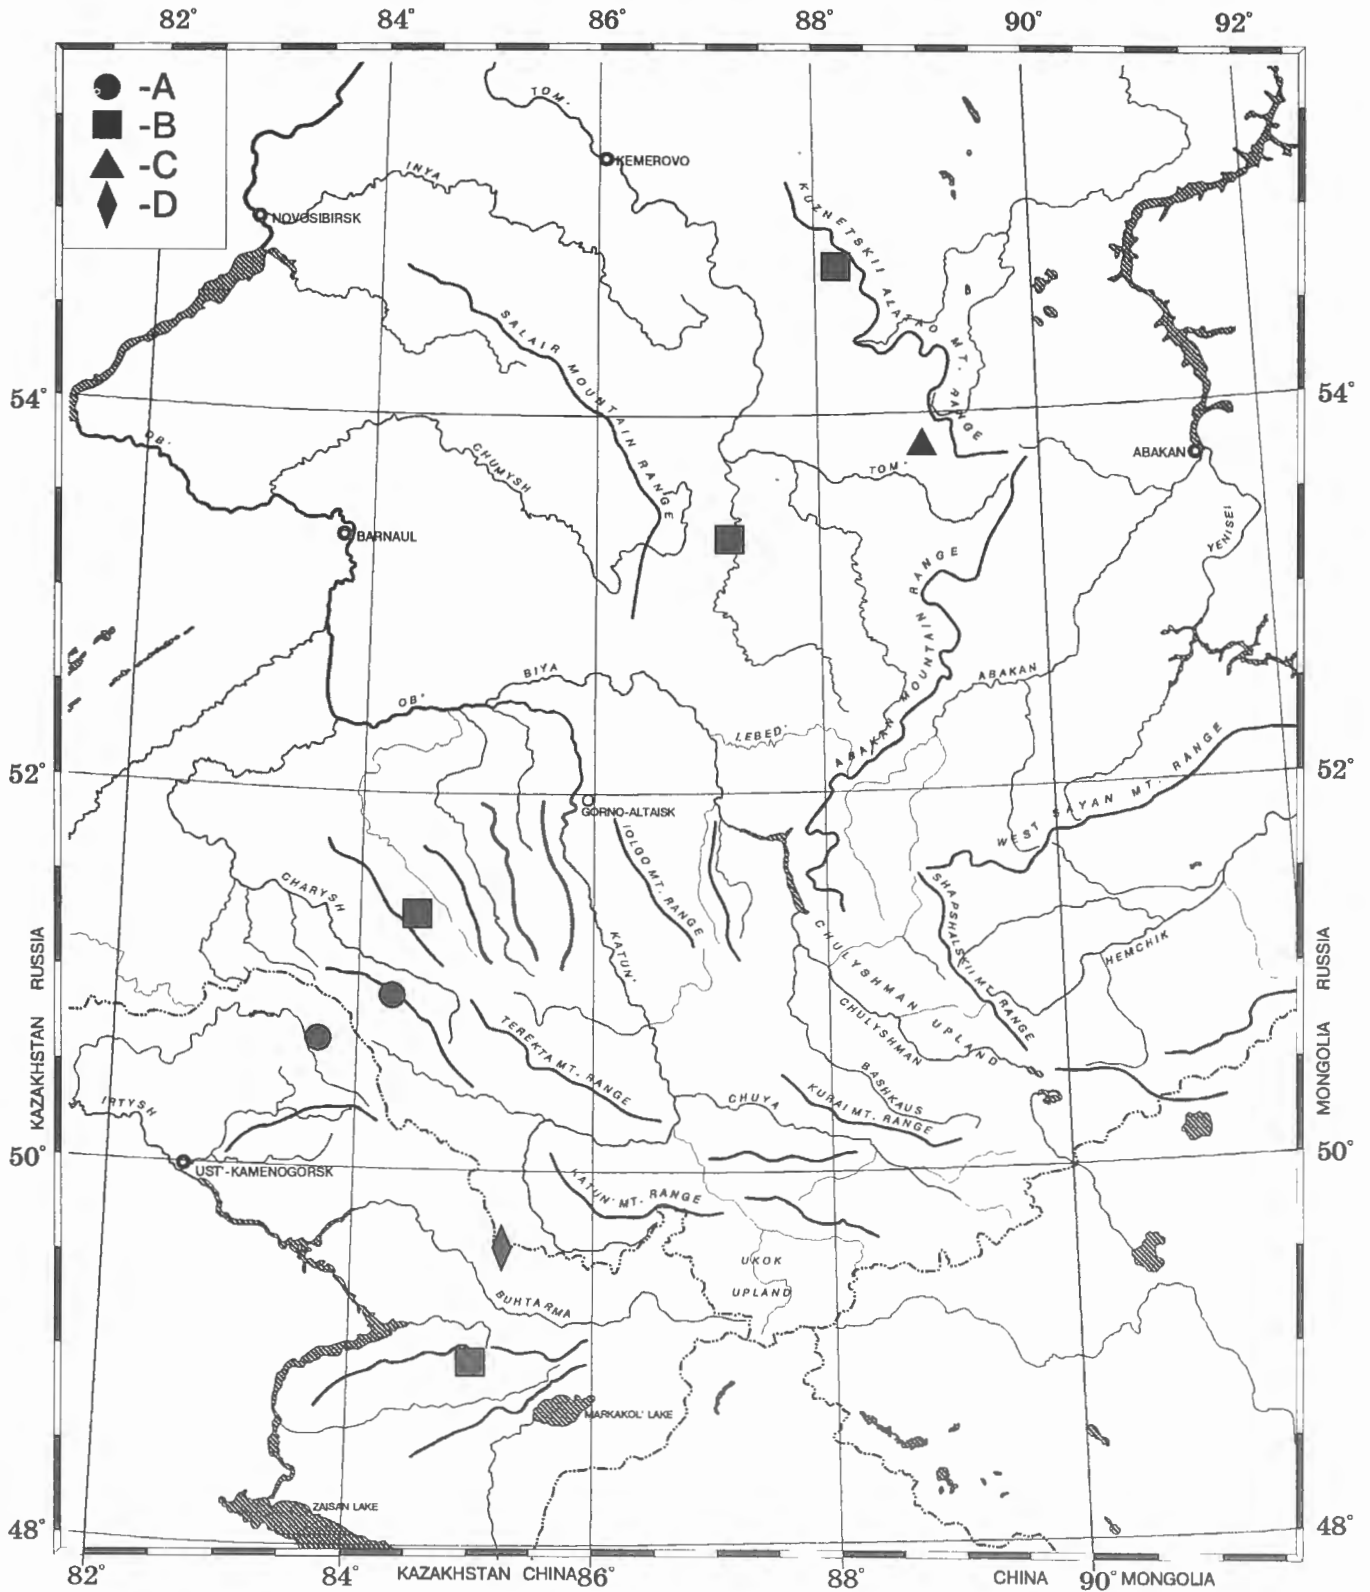 82° 84° 86° 88° 90° 92°
-A
-B
-C
-D
TOM'
KEMEROVO
INYA
NOVOSIBIRSK
KUZNETSKII ALATAO MT. RANGE
SALAIR MOUNTAIN RANGE
54° 54°
OB'
CHUMYSH
TOM'
ABAKAN
BARNAUL
YENISEI
ABAKAN MOUNTAIN RANGE
BIYA
ABAKAN
OB'
LEBED'
52° 52°
GORNO-ALTAISK
WEST SAYAN MT. RANGE
IOLGO MT. RANGE
CHARYSH
SHAPSHALSKII MT. RANGE
KATUN'
CHULYSHMAN UPLAND
HEMCHIK
KAZAKHSTAN RUSSIA
MONGOLIA RUSSIA
CHULYSHMAN
TEREKTA MT. RANGE
BASHKAUS
IRTYSH
CHUYA
KURAI MT. RANGE
50° 50°
UST'-KAMENOGORSK
KATUN' MT. RANGE
UKOK
UPLAND
BUHTARMA
MARKAKOL' LAKE
ZAISAN LAKE
48° 48°
82° 84° KAZAKHSTAN CHINA 86° 88° CHINA 90° MONGOLIA